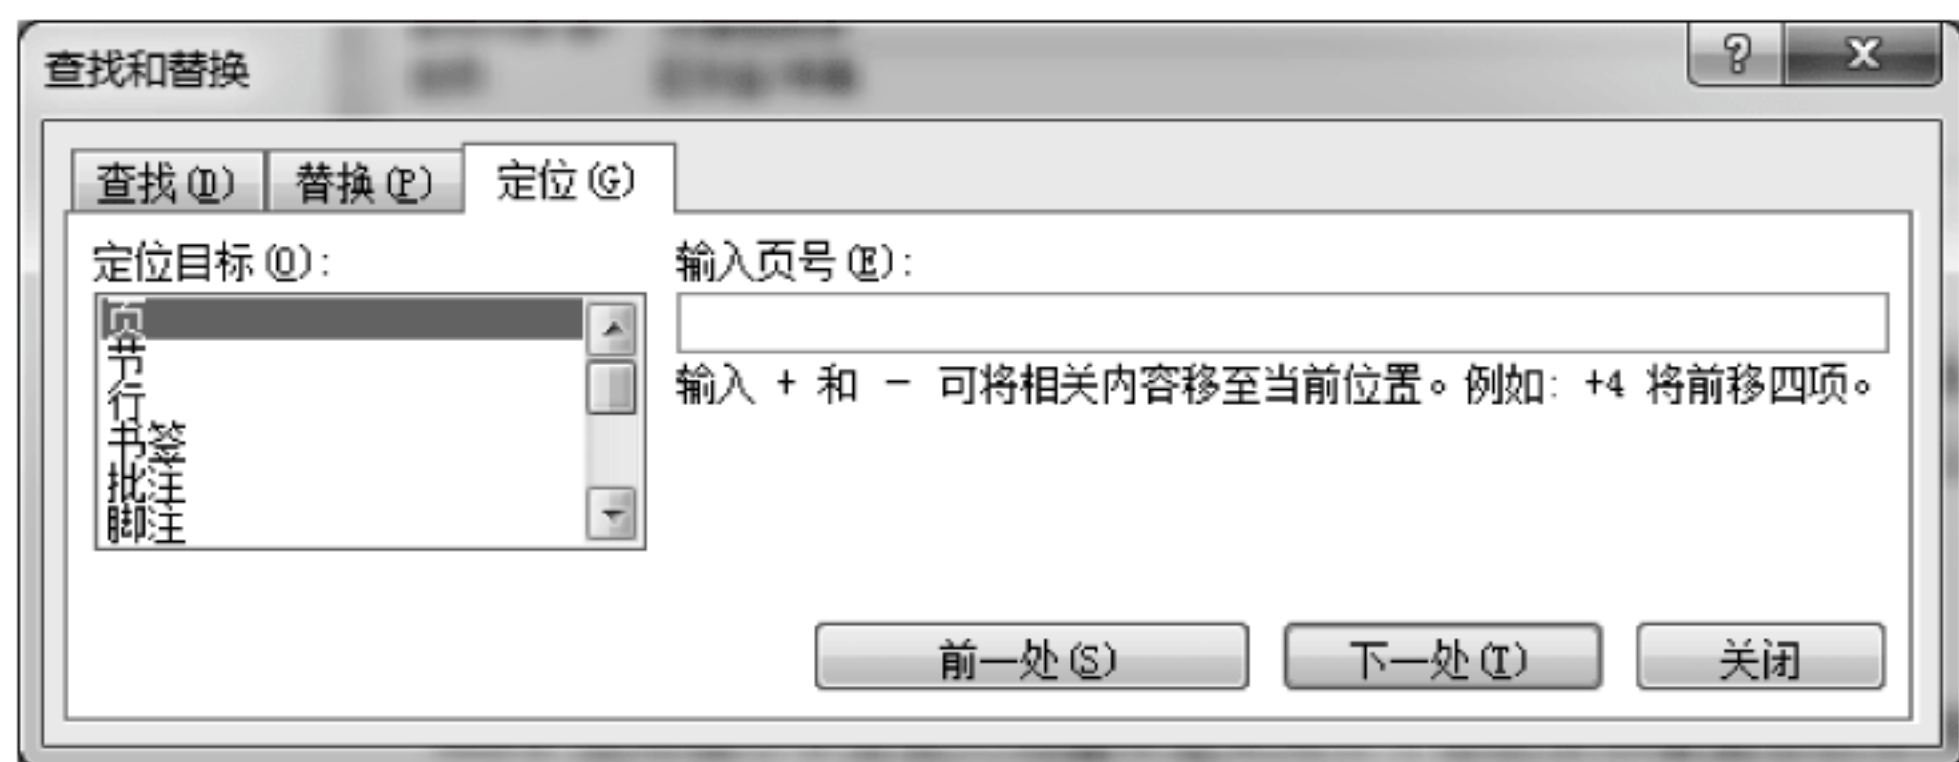 查找和替换
查找(D) 替换(P) 定位(G)
定位目标(O): 输入页号(E):
页
节
行
书签
批注
脚注
输入 + 和 - 可将相关内容移至当前位置。例如: +4 将前移四项。
前一处(S) 下一处(T) 关闭